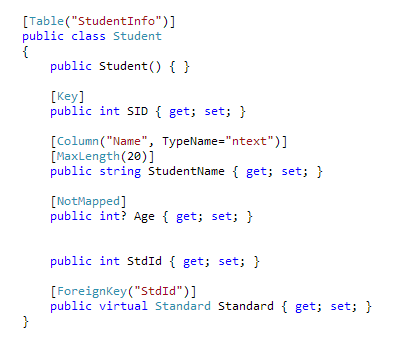 [Table("StudentInfo")]
public class Student
{
    public Student() { }

    [Key]
    public int SID { get; set; }

    [Column("Name", TypeName="ntext")]
    [MaxLength(20)]
    public string StudentName { get; set; }

    [NotMapped]
    public int? Age { get; set; }


    public int StdId { get; set; }

    [ForeignKey("StdId")]
    public virtual Standard Standard { get; set; }
}